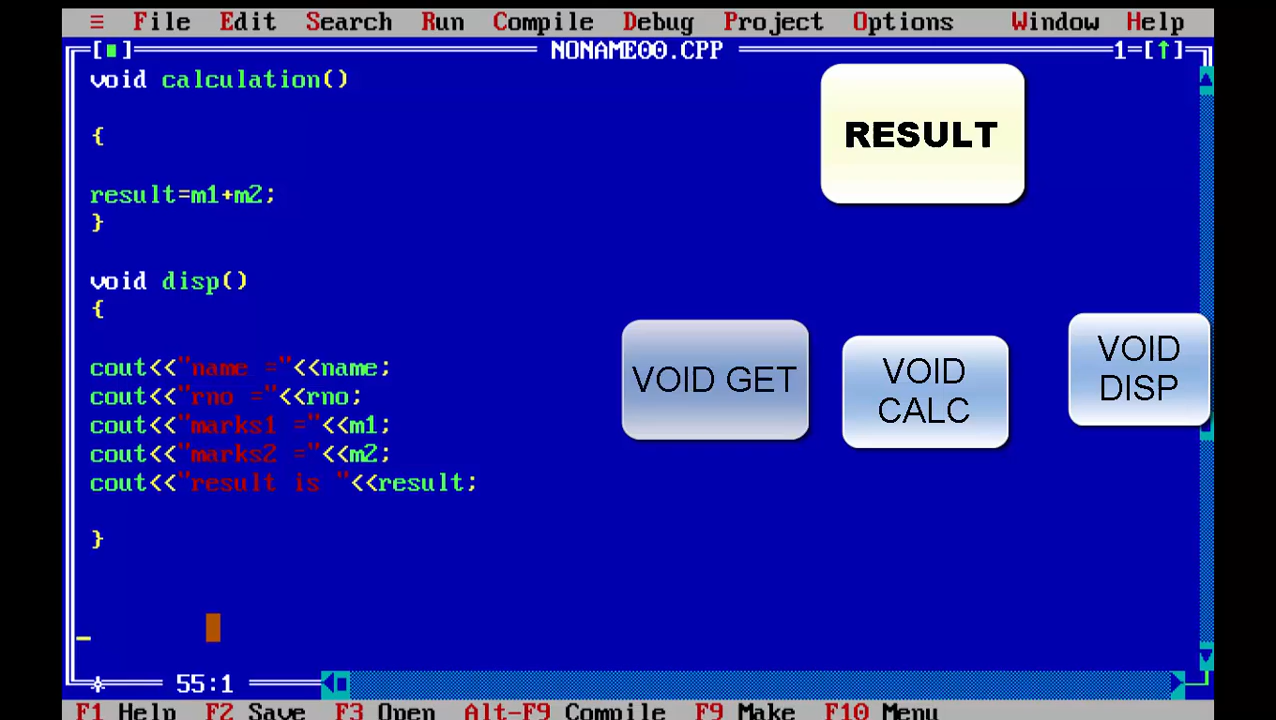 ≡ File Edit Search Run Compile Debug Project Options Window Help
NONAME00.CPP 1=[↑]
void calculation()
{
result=m1+m2;
}
void disp()
{
cout<<"name ="<<name;
cout<<"rno ="<<rno;
cout<<"marks1 ="<<m1;
cout<<"marks2 ="<<m2;
cout<<"result is "<<result;
}
RESULT
VOID GET
VOID
CALC
VOID
DISP
55:1
F1 Help F2 Save F3 Open Alt-F9 Compile F9 Make F10 Menu